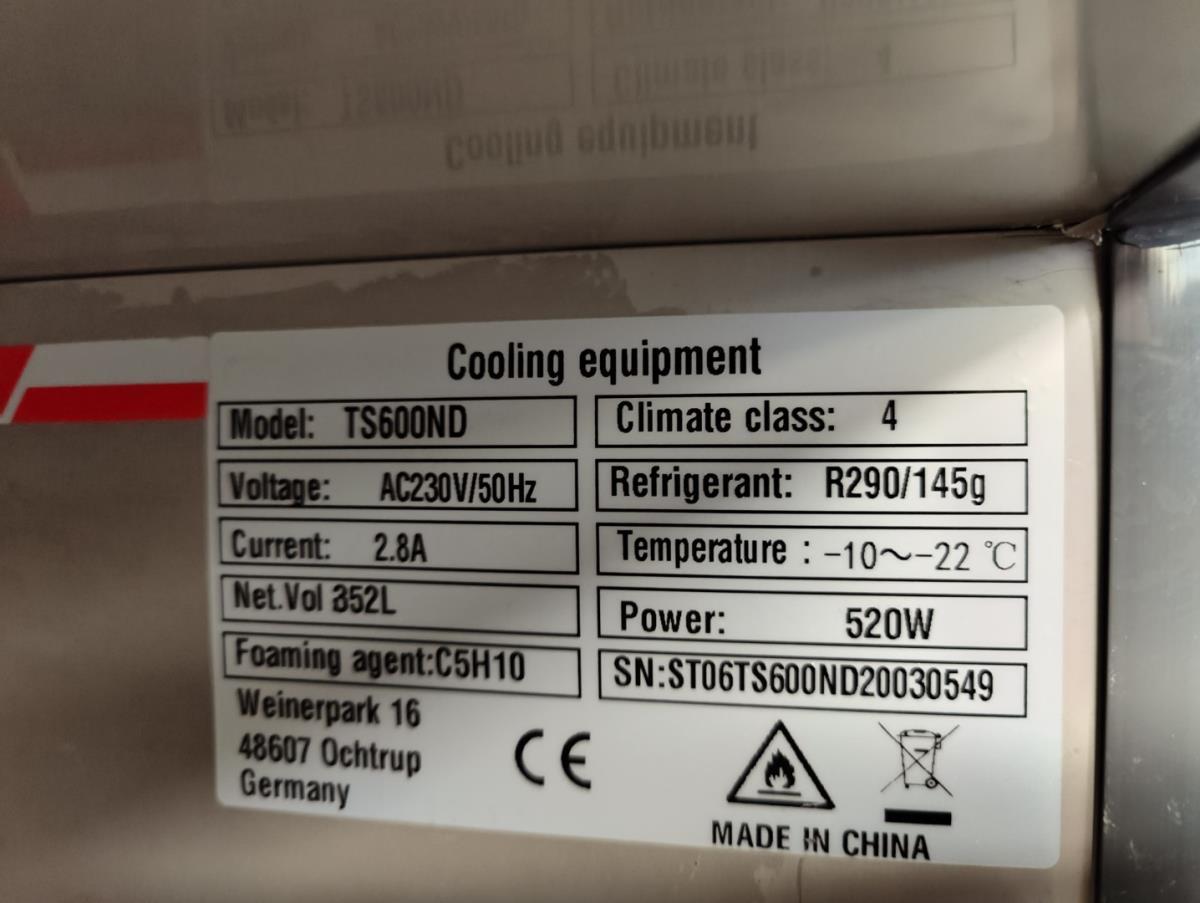 Cooling equipment
Model: TS600ND
Climate class: 4
Voltage: AC230V/50Hz
Refrigerant: R290/145g
Current: 2.8A
Temperature : -10～-22 ℃
Net.Vol 352L
Power: 520W
Foaming agent:C5H10
SN:ST06TS600ND20030549
Weinerpark 16
48607 Ochtrup
Germany
CE
MADE IN CHINA